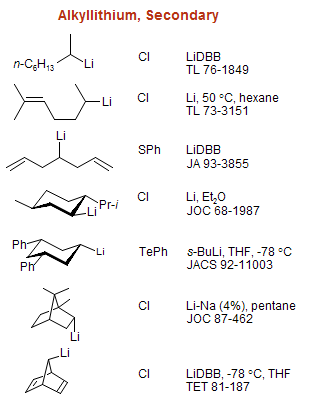 Alkyllithium, Secondary
n-C6H13 Li Cl LiDBB
TL 76-1849
Li Cl Li, 50 °C, hexane
TL 73-3151
Li SPh LiDBB
JA 93-3855
Pr-i Li Cl Li, Et2O
JOC 68-1987
Ph Ph Li TePh s-BuLi, THF, -78 °C
JACS 92-11003
Li Cl Li-Na (4%), pentane
JOC 87-462
Li Cl LiDBB, -78 °C, THF
TET 81-187